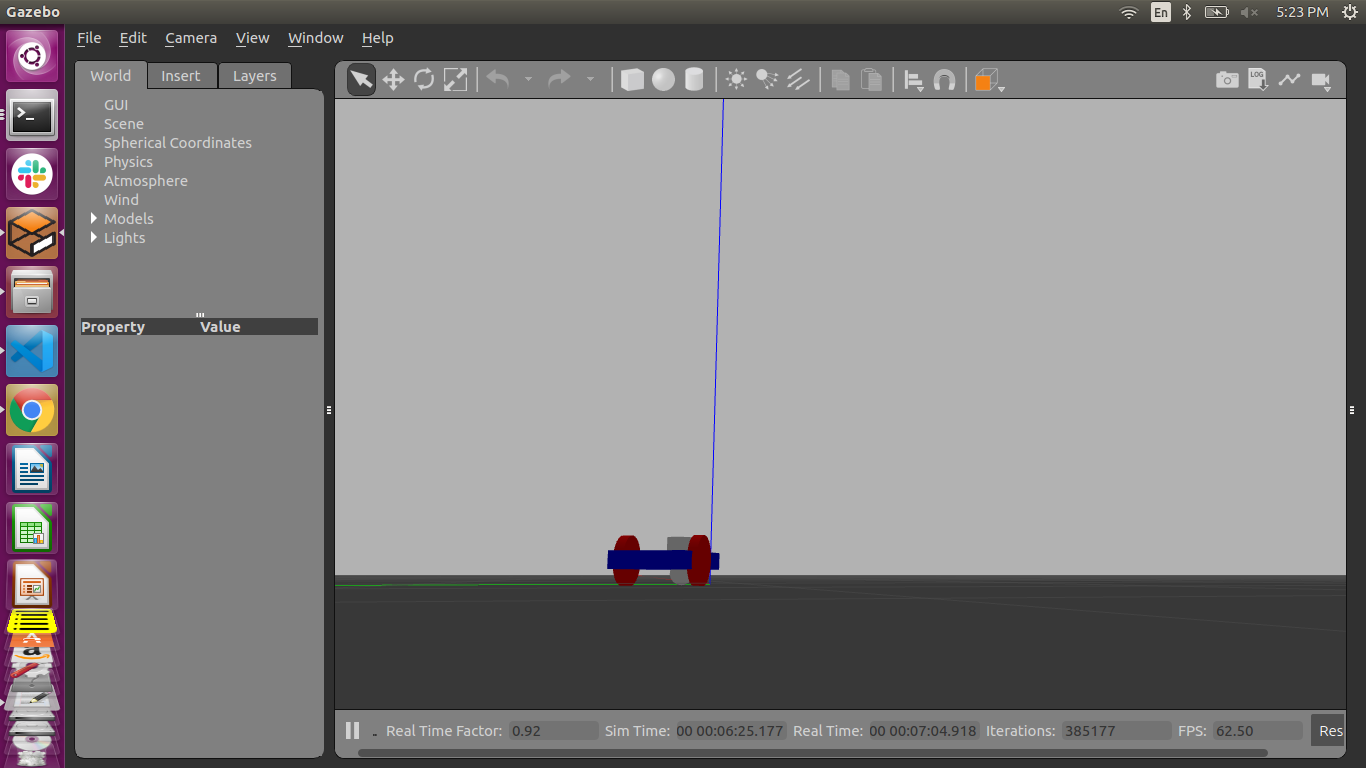 Gazebo
En
5:23 PM
File Edit Camera View Window Help
World Insert Layers
LOG
GUI
Scene
Spherical Coordinates
Physics
Atmosphere
Wind
Models
Lights
Property Value
>_
a
Real Time Factor: 0.92 Sim Time: 00 00:06:25.177 Real Time: 00 00:07:04.918 Iterations: 385177 FPS: 62.50 Res